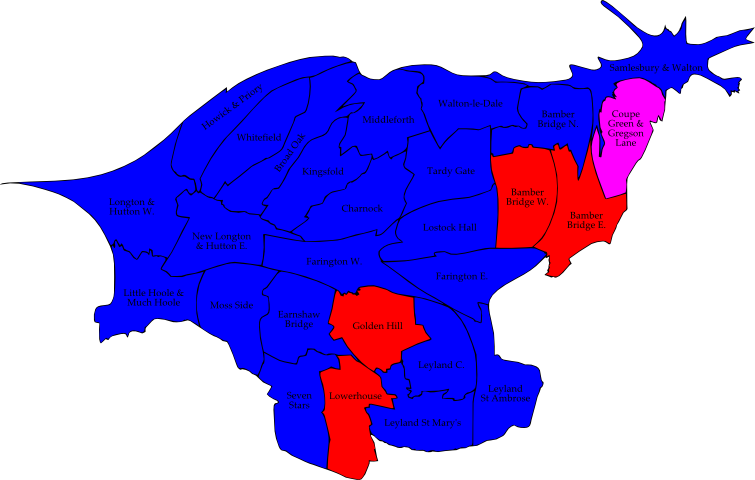 Samlesbury & Walton
Howick & Priory
Walton-le-Dale
Bamber
Bridge N.
Coupe
Green &
Gregson
Lane
Middleforth
Whitefield
Broad Oak
Kingsfold
Tardy Gate
Bamber
Bridge W.
Longton &
Hutton W.
Charnock
Bamber
Bridge E.
Lostock Hall
New Longton
& Hutton E.
Farington W.
Farington E.
Little Hoole &
Much Hoole
Moss Side
Earnshaw
Bridge
Golden Hill
Leyland C.
Seven
Stars
Lowerhouse
Leyland
St Ambrose
Leyland St Mary's